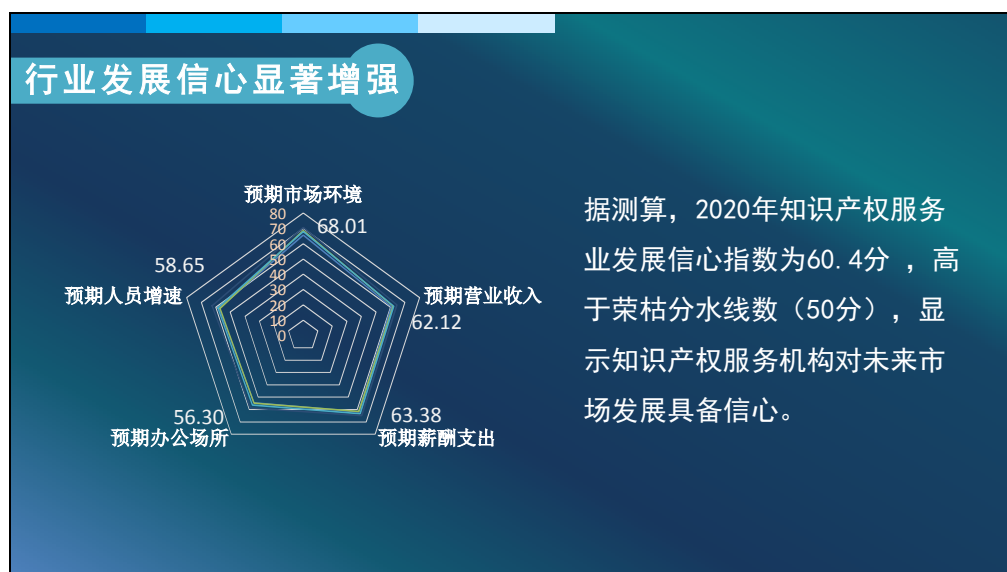 行业发展信心显著增强
预期市场环境
80
70
68.01
60
50
40
30
20
10
0
58.65
预期人员增速
预期营业收入
62.12
56.30
预期办公场所
63.38
预期薪酬支出
据测算，2020年知识产权服务
业发展信心指数为60.4分 ，高
于荣枯分水线数（50分），显
示知识产权服务机构对未来市
场发展具备信心。